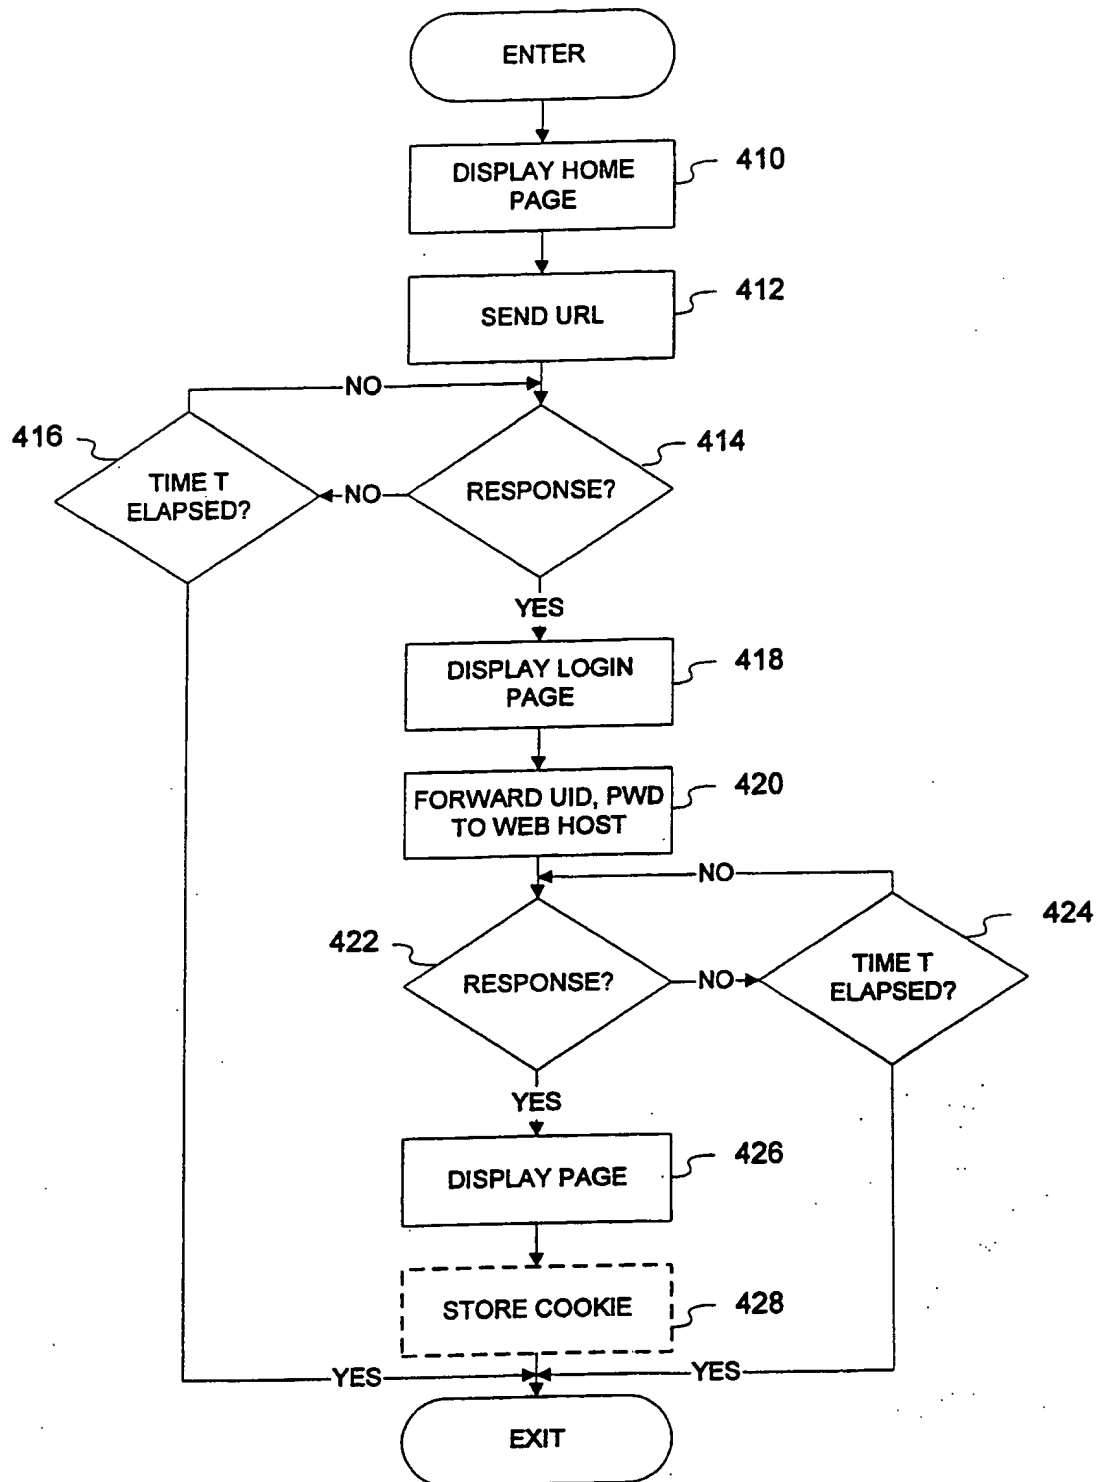 ENTER
DISPLAY HOME
PAGE
410
SEND URL
412
NO
416
TIME T
ELAPSED?
NO
RESPONSE?
414
YES
DISPLAY LOGIN
PAGE
418
FORWARD UID, PWD
TO WEB HOST
420
NO
422
RESPONSE?
NO
TIME T
ELAPSED?
424
YES
DISPLAY PAGE
426
STORE COOKIE
428
YES
YES
EXIT